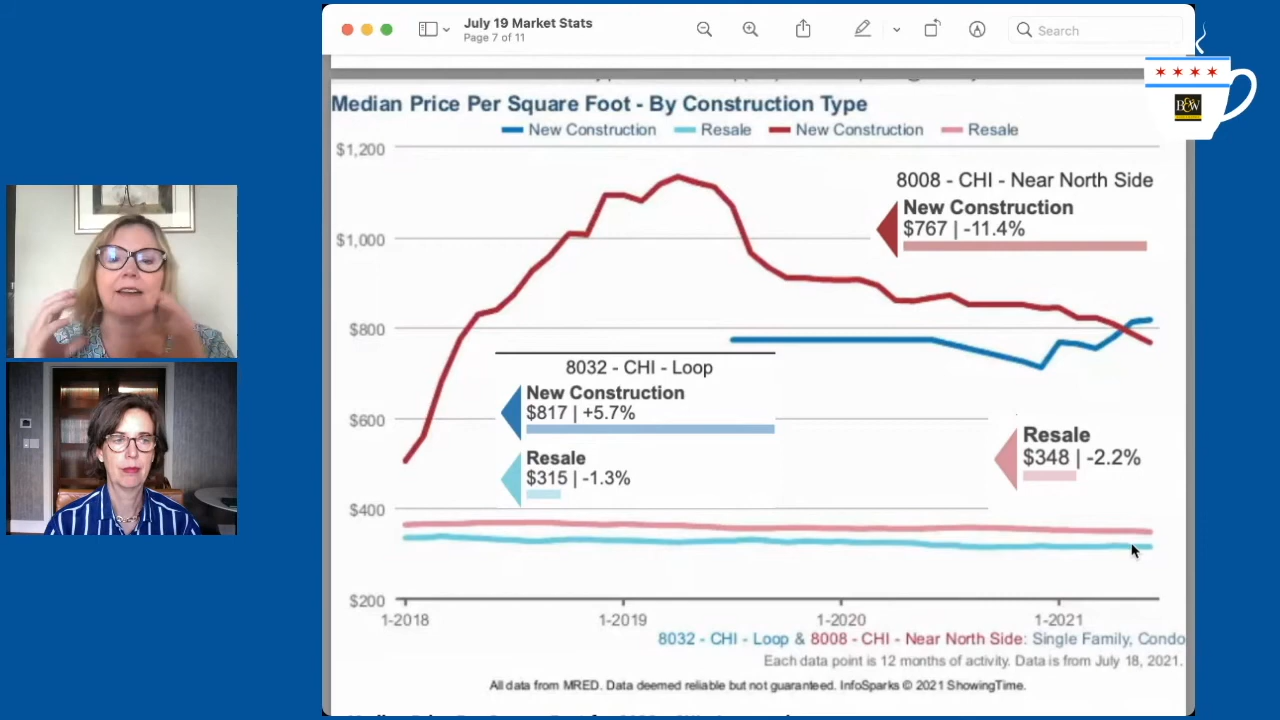 July 19 Market Stats
Page 7 of 11
Search
B&W
Median Price Per Square Foot - By Construction Type
New Construction Resale New Construction Resale
$1,200
$1,000
$800
$600
$400
$200
8008 - CHI - Near North Side
New Construction
$767 | -11.4%
8032 - CHI - Loop
New Construction
$817 | +5.7%
Resale
$315 | -1.3%
Resale
$348 | -2.2%
1-2018 1-2019 1-2020 1-2021
8032 - CHI - Loop & 8008 - CHI - Near North Side: Single Family, Condo
Each data point is 12 months of activity. Data is from July 18, 2021.
All data from MRED. Data deemed reliable but not guaranteed. InfoSparks © 2021 ShowingTime.